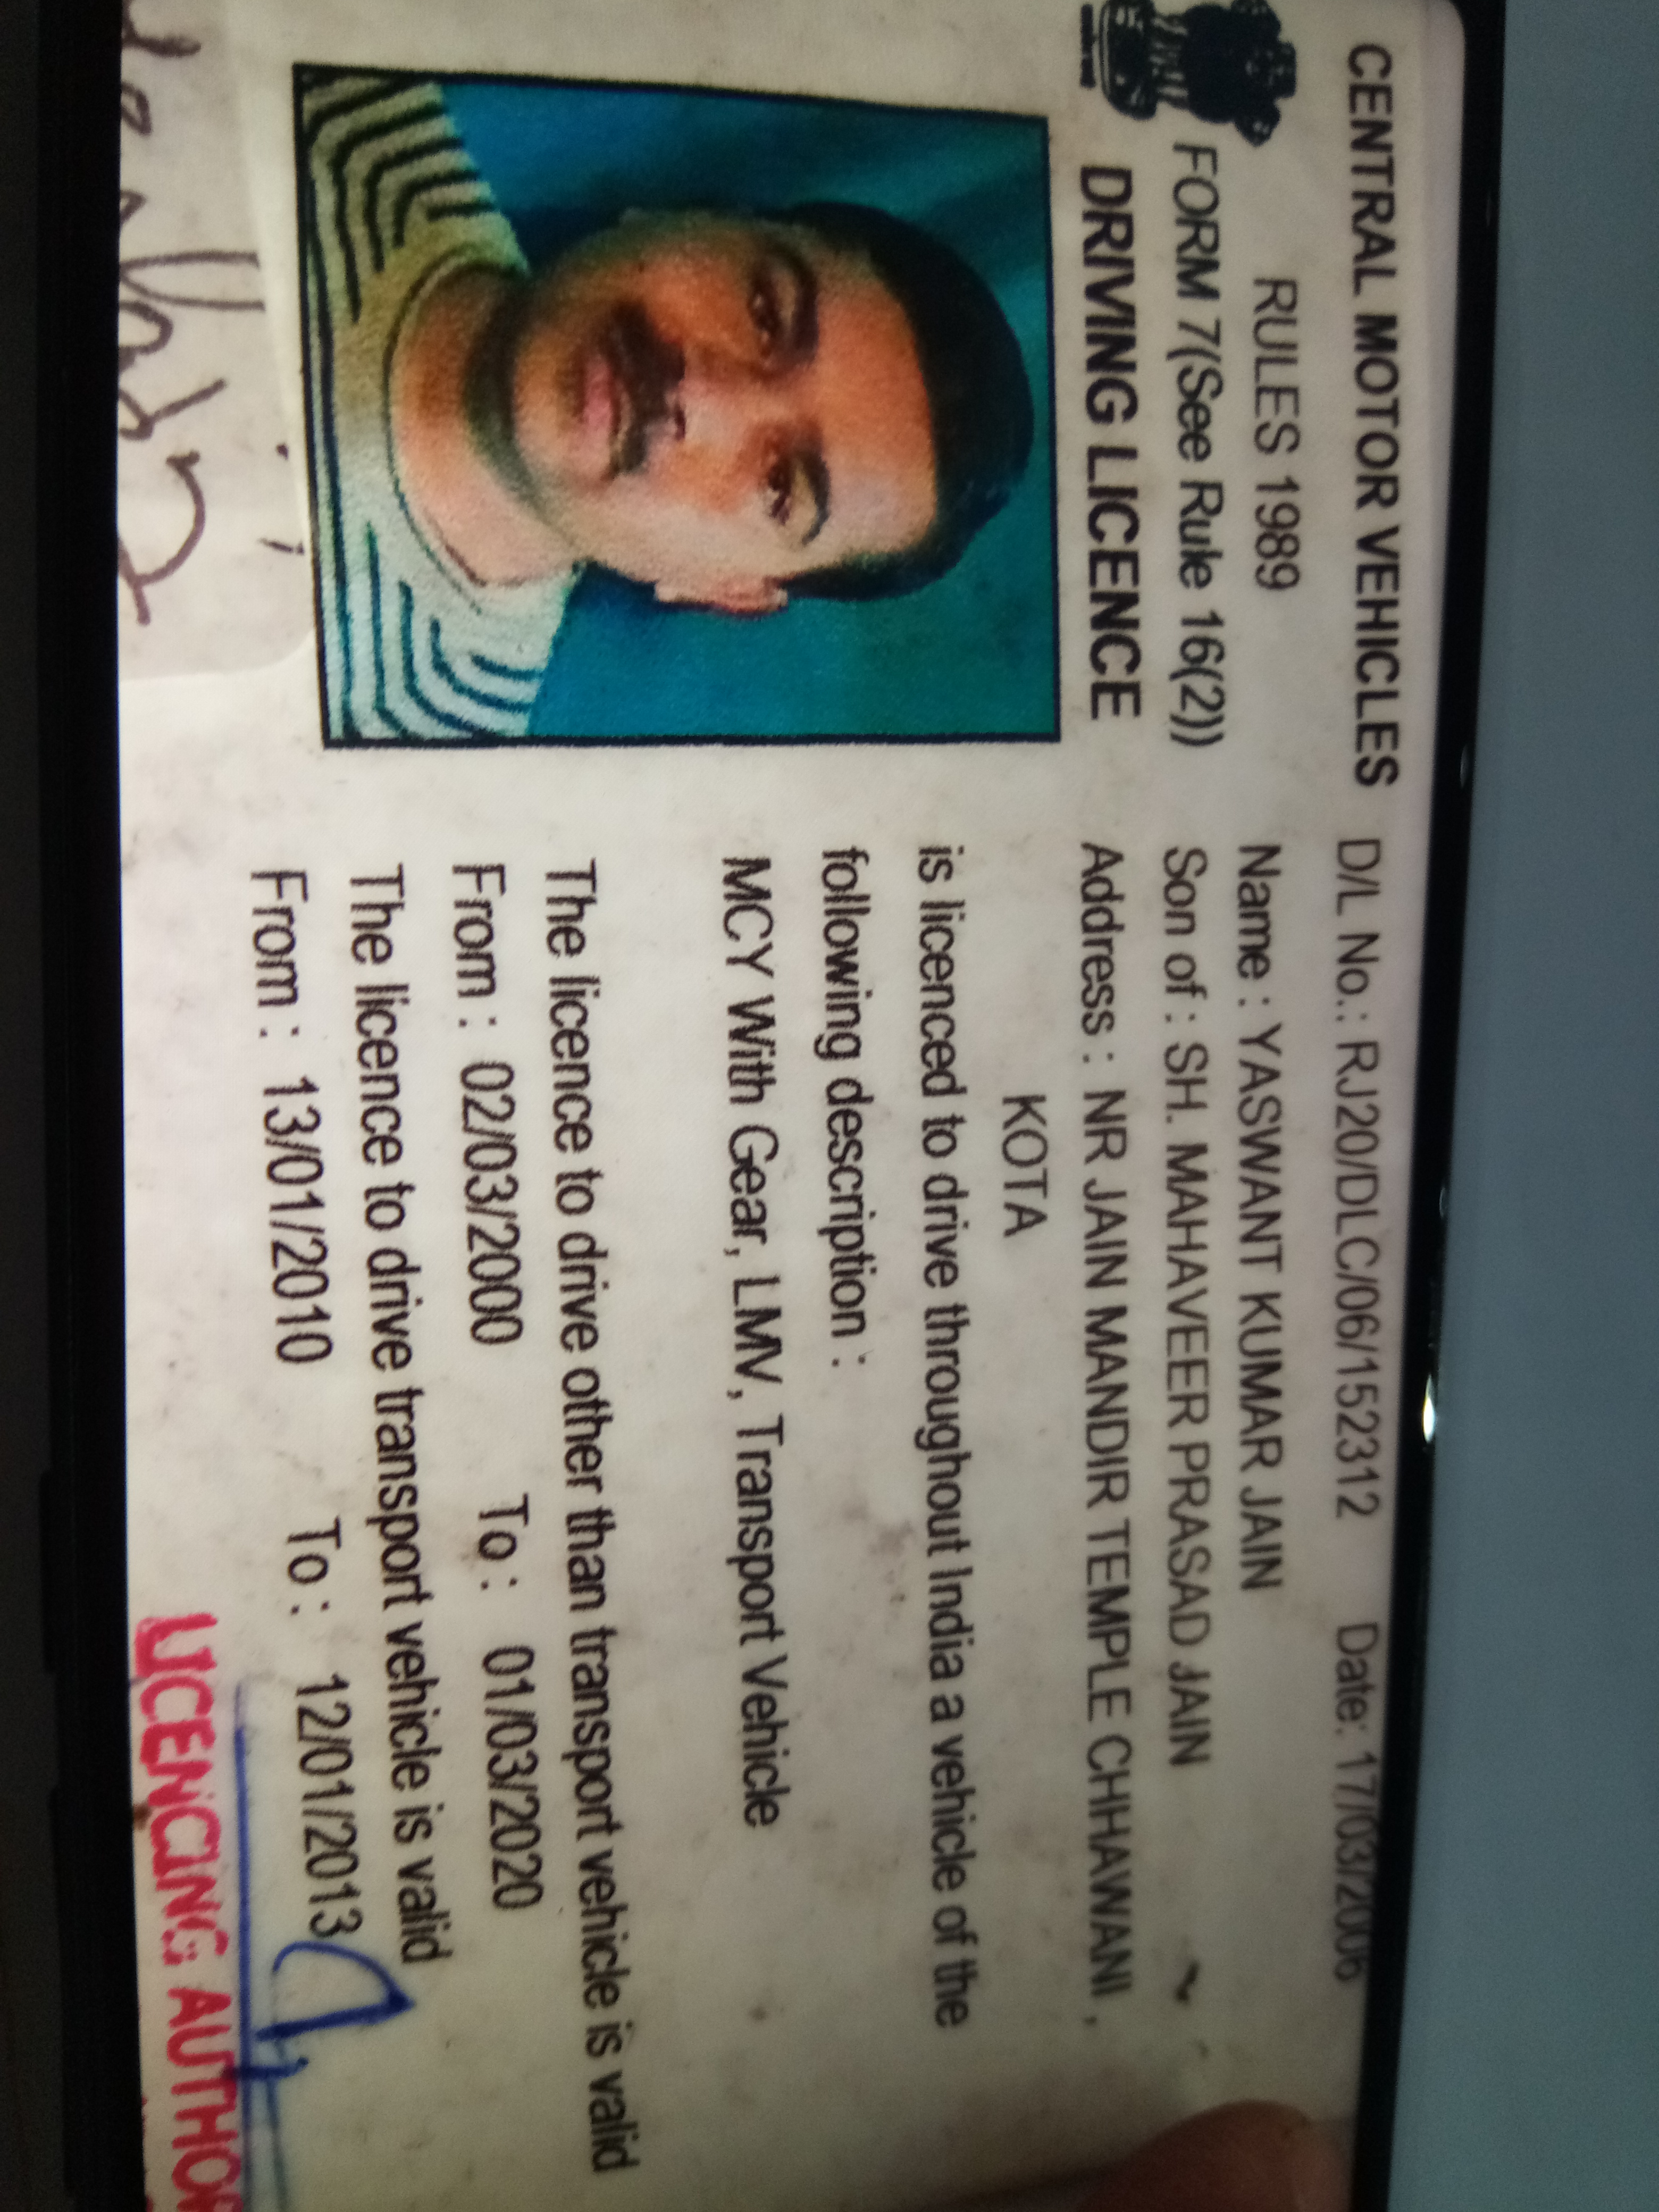 CENTRAL MOTOR VEHICLES
RULES 1989
FORM 7(See Rule 16(2))
DRIVING LICENCE
D/L No.: RJ20/DLC/06/152312 Date: 17/03/2006
Name : YASWANT KUMAR JAIN
Son of : SH. MAHAVEER PRASAD JAIN
Address : NR JAIN MANDIR TEMPLE CHHAWANI ,
KOTA
is licenced to drive throughout India a vehicle of the
following description :
MCY With Gear, LMV, Transport Vehicle
The licence to drive other than transport vehicle is valid
From : 02/03/2000 To : 01/03/2020
The licence to drive transport vehicle is valid
From : 13/01/2010 To : 12/01/2013
LICENCING